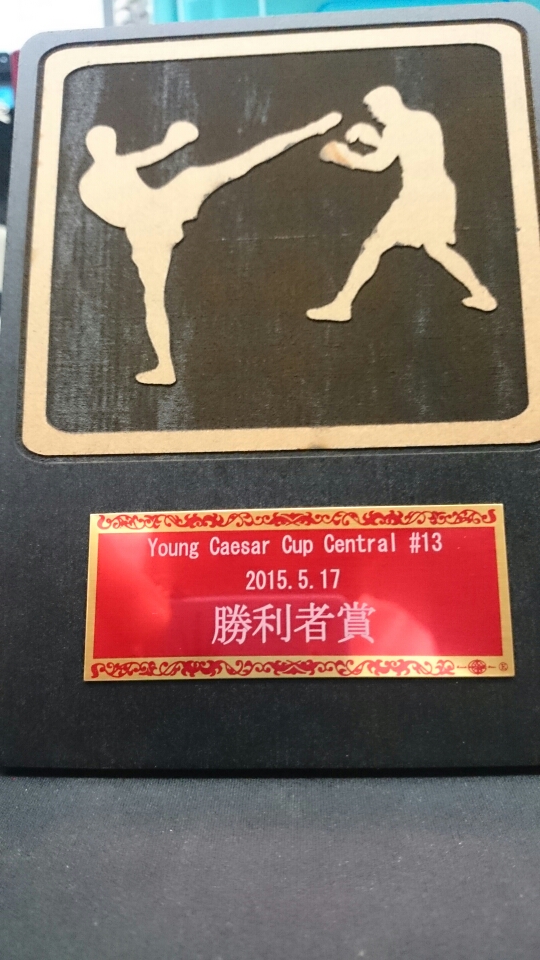 Young Caesar Cup Central #13
2015.5.17
勝利者賞